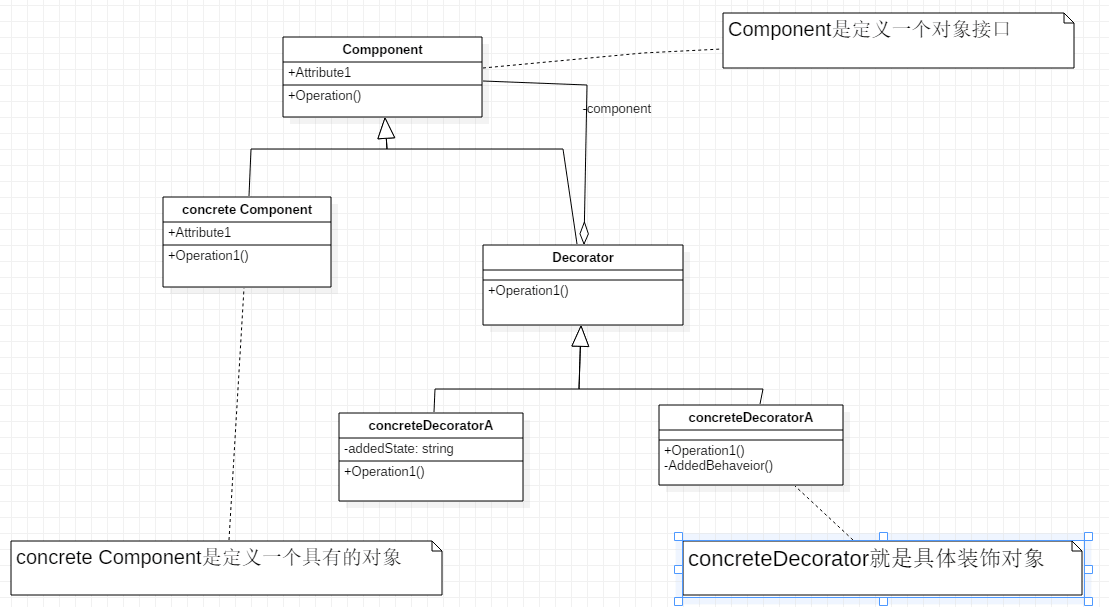 Component是定义一个对象接口
Compponent
+Attribute1
+Operation()
-component
concrete Component
+Attribute1
+Operation1()
Decorator
+Operation1()
concreteDecoratorA
-addedState: string
+Operation1()
concreteDecoratorA
+Operation1()
-AddedBehaveior()
concrete Component是定义一个具有的对象
concreteDecorator就是具体装饰对象